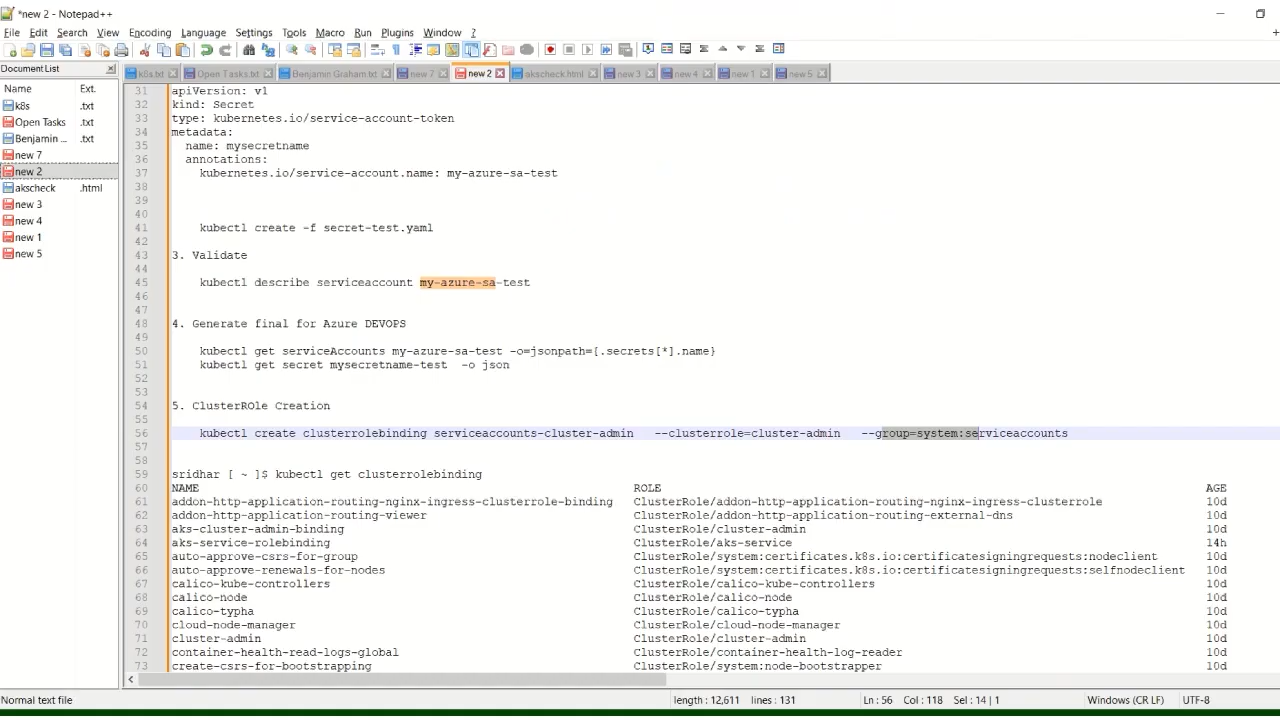 *new 2 - Notepad++
File Edit Search View Encoding Language Settings Tools Macro Run Plugins Window ?
Document List
k8s.txt Open Tasks.txt Benjamin Graham.txt new 7 new 2 akscheck.html new 3 new 4 new 1 new 5
Name Ext.
k8s .txt
Open Tasks .txt
Benjamin ... .txt
new 7
new 2
akscheck .html
new 3
new 4
new 1
new 5
31 apiVersion: v1
32 kind: Secret
33 type: kubernetes.io/service-account-token
34 metadata:
35 name: mysecretname
36 annotations:
37 kubernetes.io/service-account.name: my-azure-sa-test
38
39
40
41 kubectl create -f secret-test.yaml
42
43 3. Validate
44
45 kubectl describe serviceaccount my-azure-sa-test
46
47
48 4. Generate final for Azure DEVOPS
49
50 kubectl get serviceAccounts my-azure-sa-test -o=jsonpath={.secrets[*].name}
51 kubectl get secret mysecretname-test -o json
52
53
54 5. ClusterROle Creation
55
56 kubectl create clusterrolebinding serviceaccounts-cluster-admin --clusterrole=cluster-admin --group=system:serviceaccounts
57
58
59 sridhar [ ~ ]$ kubectl get clusterrolebinding
60 NAME ROLE AGE
61 addon-http-application-routing-nginx-ingress-clusterrole-binding ClusterRole/addon-http-application-routing-nginx-ingress-clusterrole 10d
62 addon-http-application-routing-viewer ClusterRole/addon-http-application-routing-external-dns 10d
63 aks-cluster-admin-binding ClusterRole/cluster-admin 10d
64 aks-service-rolebinding ClusterRole/aks-service 14h
65 auto-approve-csrs-for-group ClusterRole/system:certificates.k8s.io:certificatesigningrequests:nodeclient 10d
66 auto-approve-renewals-for-nodes ClusterRole/system:certificates.k8s.io:certificatesigningrequests:selfnodeclient 10d
67 calico-kube-controllers ClusterRole/calico-kube-controllers 10d
68 calico-node ClusterRole/calico-node 10d
69 calico-typha ClusterRole/calico-typha 10d
70 cloud-node-manager ClusterRole/cloud-node-manager 10d
71 cluster-admin ClusterRole/cluster-admin 10d
72 container-health-read-logs-global ClusterRole/container-health-log-reader 10d
73 create-csrs-for-bootstrapping ClusterRole/system:node-bootstrapper 10d
Normal text file length : 12,611 lines : 131 Ln : 56 Col : 118 Sel : 14 | 1 Windows (CR LF) UTF-8